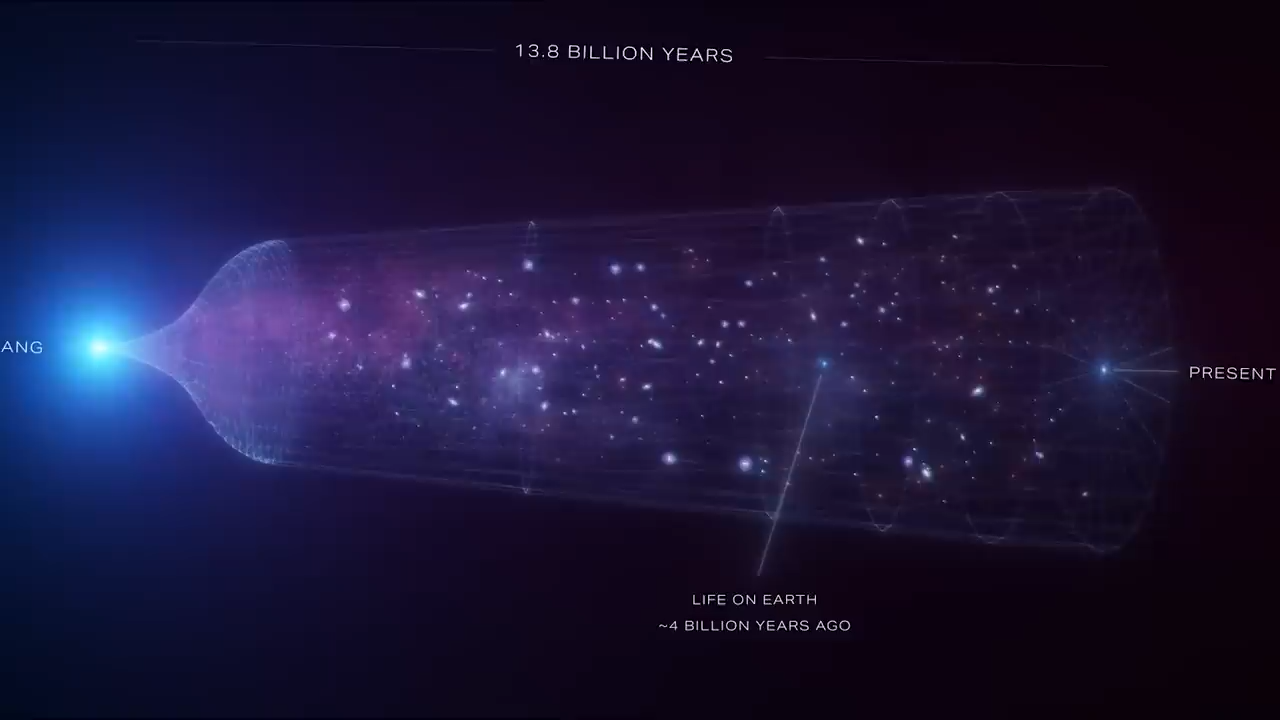 13.8 BILLION YEARS
ANG
PRESENT
LIFE ON EARTH
~4 BILLION YEARS AGO